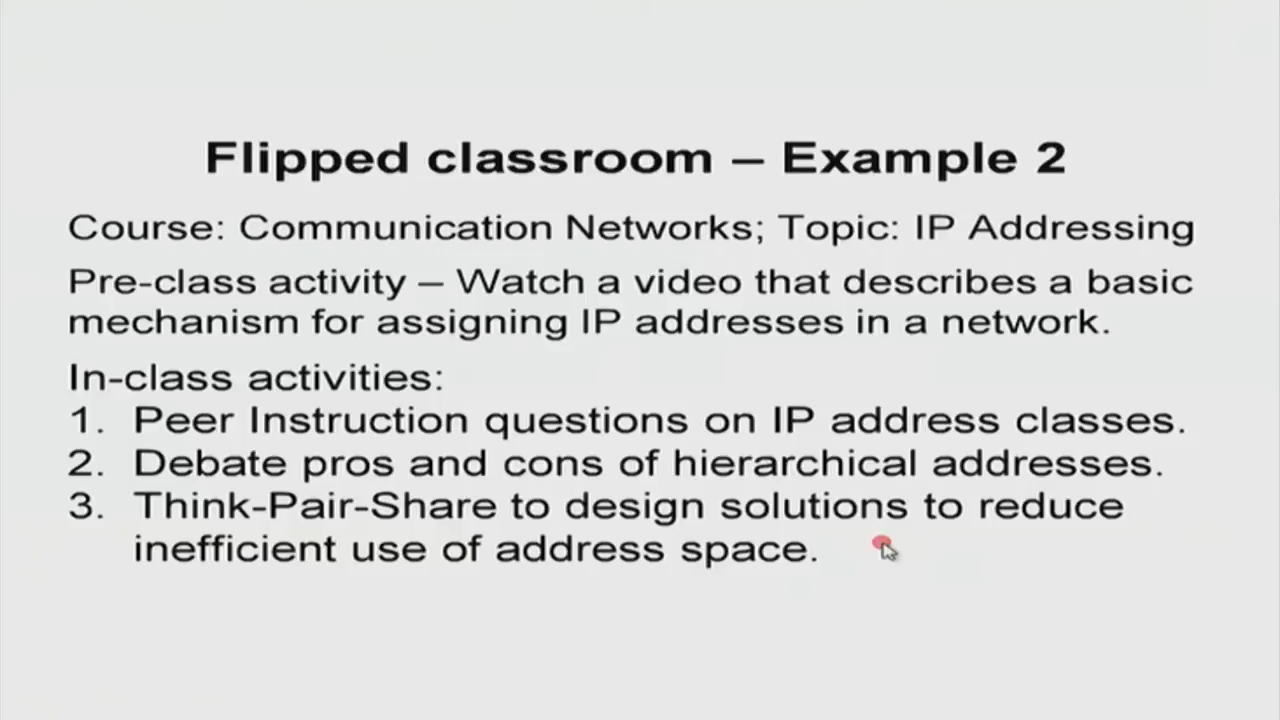 Flipped classroom – Example 2
Course: Communication Networks; Topic: IP Addressing
Pre-class activity – Watch a video that describes a basic
mechanism for assigning IP addresses in a network.
In-class activities:
1. Peer Instruction questions on IP address classes.
2. Debate pros and cons of hierarchical addresses.
3. Think-Pair-Share to design solutions to reduce
inefficient use of address space.